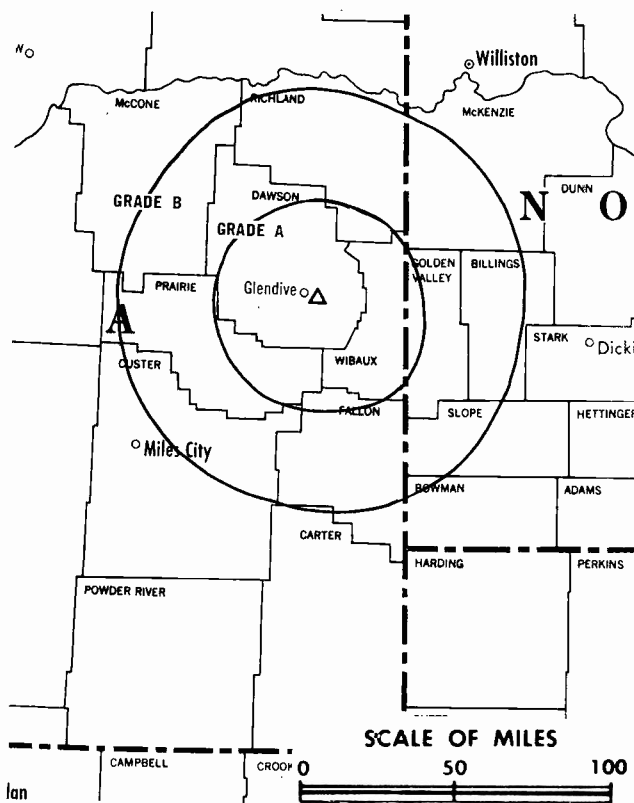 N
Williston
McCONE
RICHLAND
McKENZIE
DUNN
N O
DAWSON
GRADE B
GRADE A
GOLDEN VALLEY
BILLINGS
PRAIRIE
Glendive
A
STARK
Dicki
WIBAUX
CUSTER
FALLON
SLOPE
HETTINGER
Miles City
BOWMAN
ADAMS
CARTER
HARDING
PERKINS
POWDER RIVER
SCALE OF MILES
CAMPBELL
CROOK
0 50 100
lan